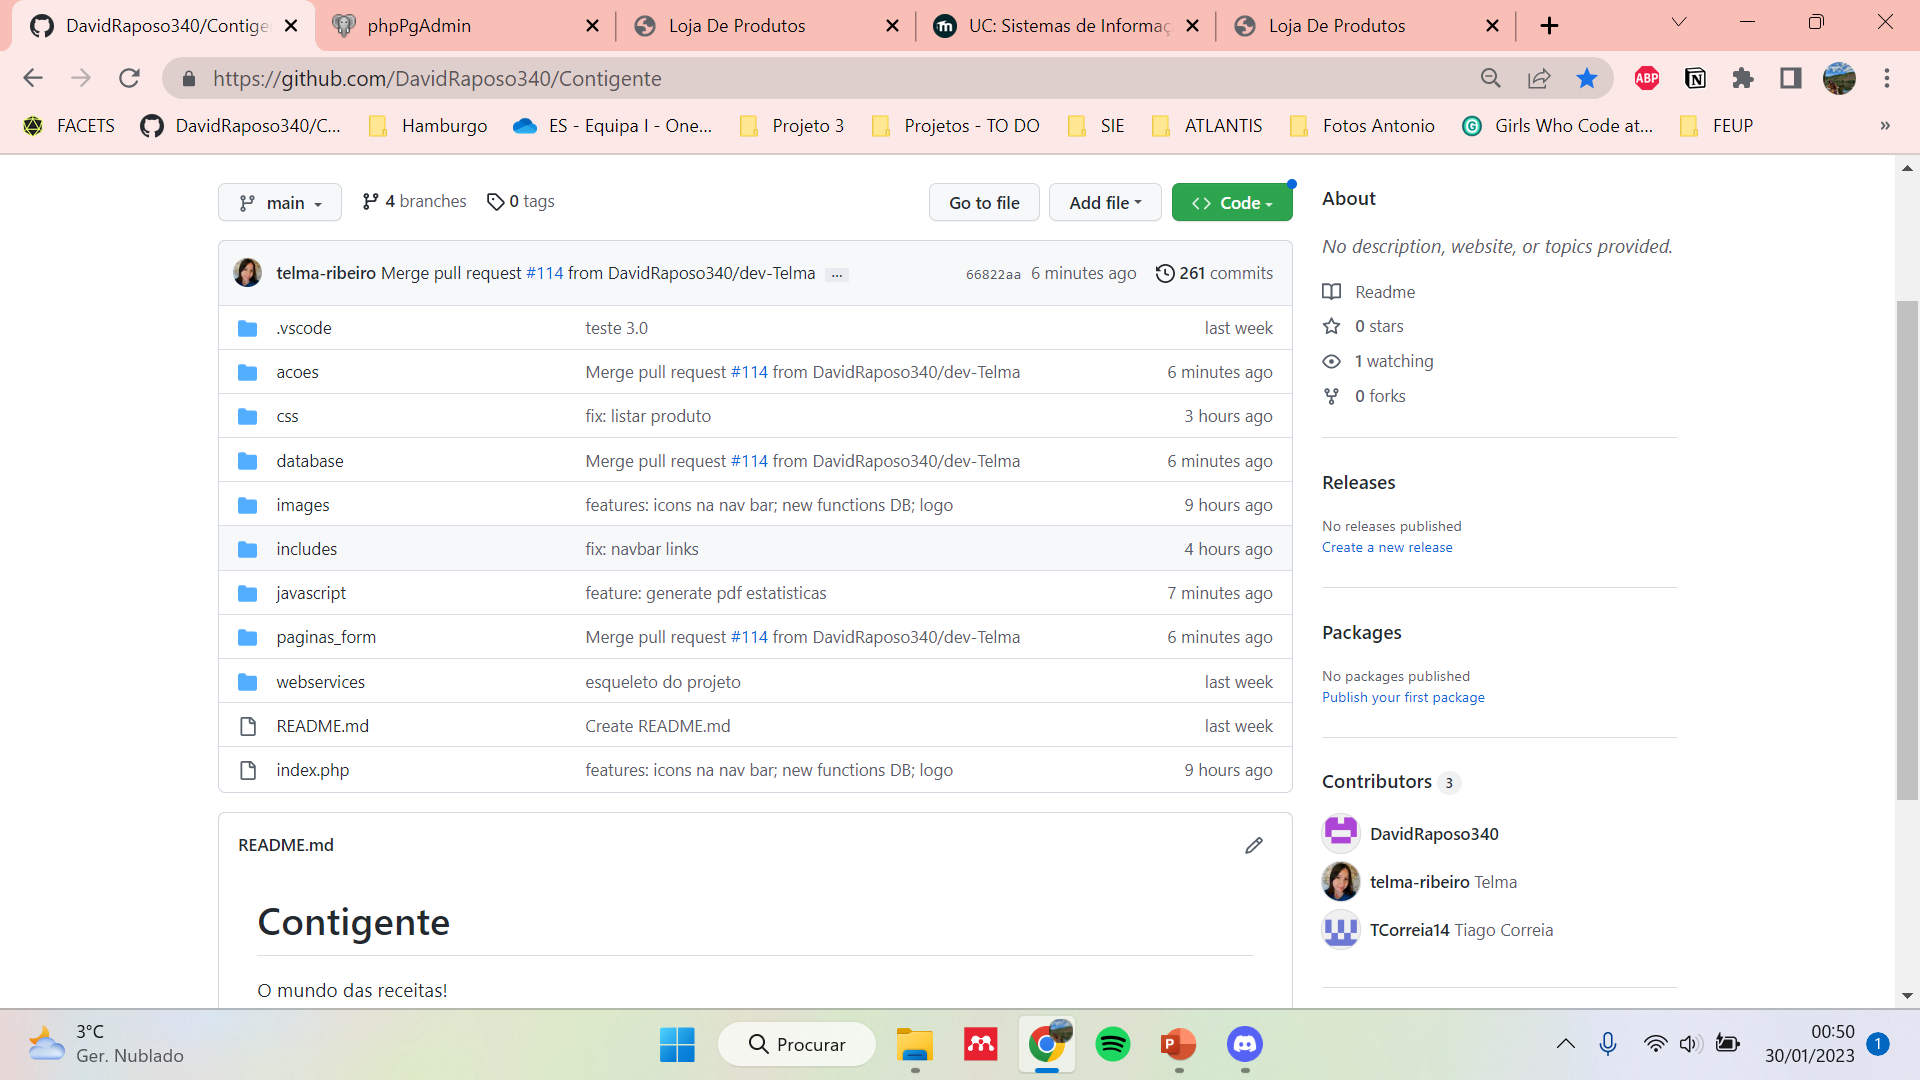 DavidRaposo340/Contige
phpPgAdmin
Loja De Produtos
UC: Sistemas de Informaç
Loja De Produtos
https://github.com/DavidRaposo340/Contigente
ABP
FACETS
DavidRaposo340/C...
Hamburgo
ES - Equipa I - One...
Projeto 3
Projetos - TO DO
SIE
ATLANTIS
Fotos Antonio
Girls Who Code at...
FEUP
»
main
4 branches
0 tags
Go to file
Add file
<> Code
telma-ribeiro Merge pull request #114 from DavidRaposo340/dev-Telma ...
66822aa 6 minutes ago
261 commits
.vscode
teste 3.0
last week
acoes
Merge pull request #114 from DavidRaposo340/dev-Telma
6 minutes ago
css
fix: listar produto
3 hours ago
database
Merge pull request #114 from DavidRaposo340/dev-Telma
6 minutes ago
images
features: icons na nav bar; new functions DB; logo
9 hours ago
includes
fix: navbar links
4 hours ago
javascript
feature: generate pdf estatisticas
7 minutes ago
paginas_form
Merge pull request #114 from DavidRaposo340/dev-Telma
6 minutes ago
webservices
esqueleto do projeto
last week
README.md
Create README.md
last week
index.php
features: icons na nav bar; new functions DB; logo
9 hours ago
README.md
Contigente
O mundo das receitas!
About
No description, website, or topics provided.
Readme
0 stars
1 watching
0 forks
Releases
No releases published
Create a new release
Packages
No packages published
Publish your first package
Contributors 3
DavidRaposo340
telma-ribeiro Telma
TCorreia14 Tiago Correia
3°C
Ger. Nublado
Procurar
00:50
30/01/2023
1